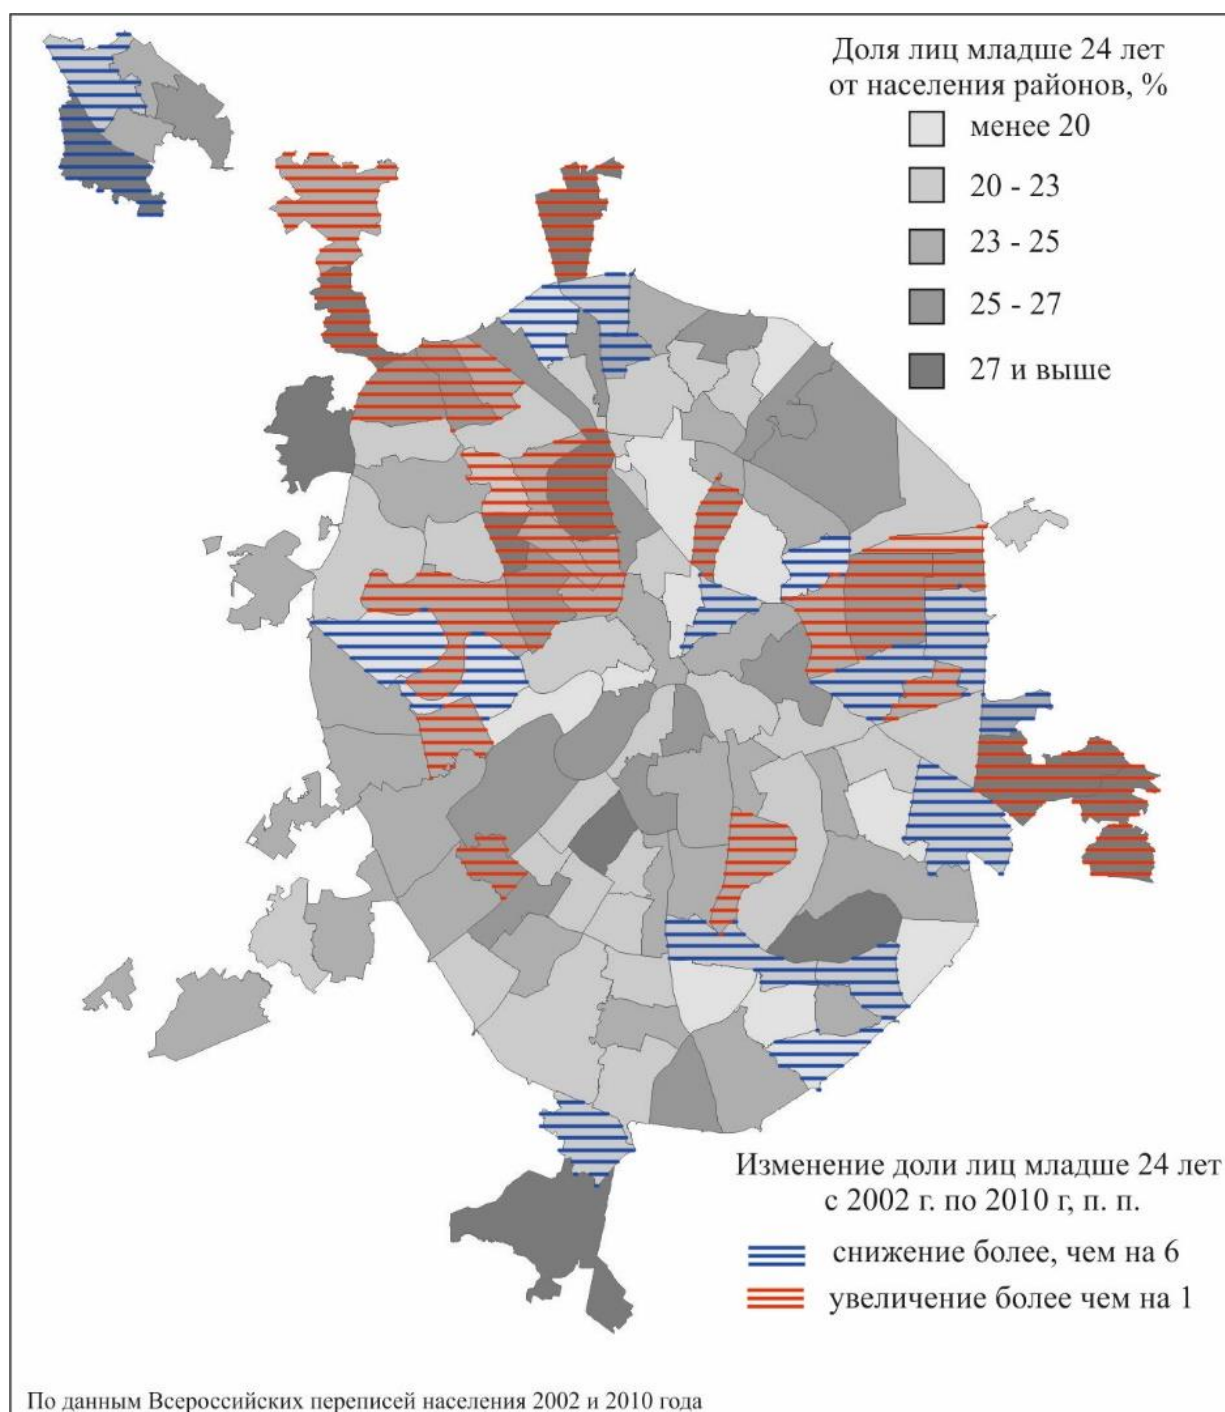 Доля лиц младше 24 лет
от населения районов, %
менее 20
20 - 23
23 - 25
25 - 27
27 и выше
Изменение доли лиц младше 24 лет
с 2002 г. по 2010 г, п. п.
снижение более, чем на 6
увеличение более чем на 1
По данным Всероссийских переписей населения 2002 и 2010 года